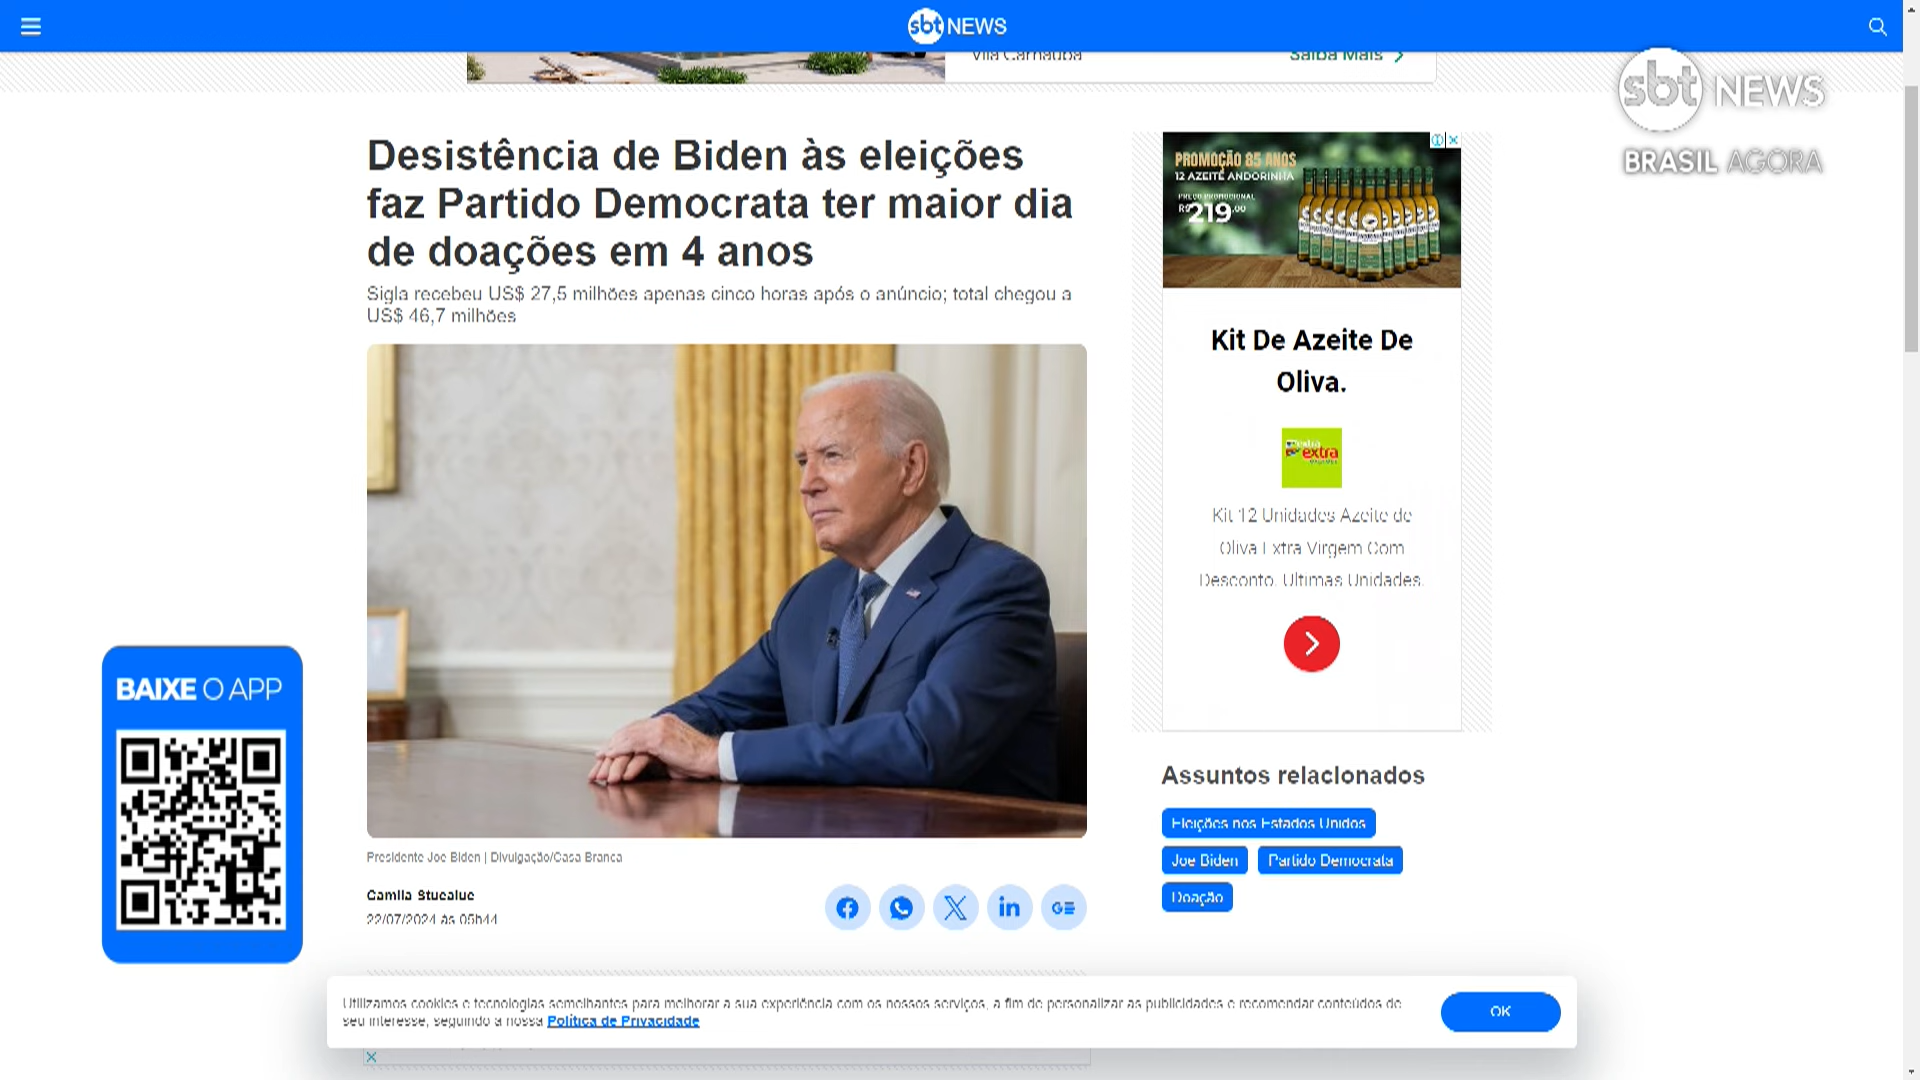 sbt NEWS
Vila Carnaúba
Saiba Mais
sbt NEWS
BRASIL AGORA
Desistência de Biden às eleições
faz Partido Democrata ter maior dia
de doações em 4 anos
Sigla recebeu US$ 27,5 milhões apenas cinco horas após o anúncio; total chegou a
US$ 46,7 milhões
PROMOÇÃO 85 ANOS
12 AZEITE ANDORINHA
PREÇO PROMOCIONAL
R$219,00
Kit De Azeite De
Oliva.
extra
Kit 12 Unidades Azeite de
Oliva Extra Virgem Com
Desconto. Ultimas Unidades.
BAIXE O APP
Presidente Joe Biden | Divulgação/Casa Branca
Camila Stucaluc
22/07/2024 às 05h44
Assuntos relacionados
Eleições nos Estados Unidos
Joe Biden
Partido Democrata
Doação
Utilizamos cookies e tecnologias semelhantes para melhorar a sua experiência com os nossos serviços, a fim de personalizar as publicidades e recomendar conteúdos de
seu interesse, seguindo a nossa Política de Privacidade
OK